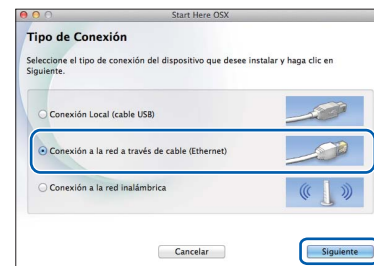 Start Here OSX
Tipo de Conexión
Seleccione el tipo de conexión del dispositivo que desee instalar y haga clic en
Siguiente.
Conexión Local (cable USB)
Conexión a la red a través de cable (Ethernet)
Conexión a la red inalámbrica
Cancelar
Siguiente